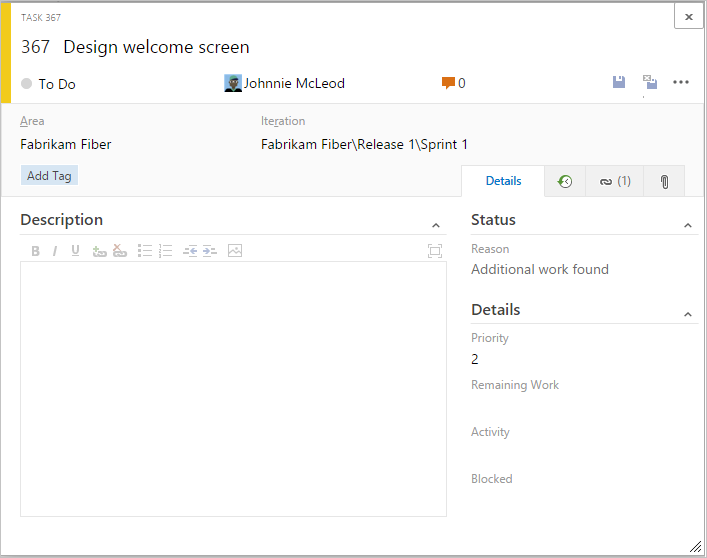 TASK 367
367 Design welcome screen
To Do
Johnnie McLeod
0
Area
Iteration
Fabrikam Fiber
Fabrikam Fiber\Release 1\Sprint 1
Add Tag
Details
(1)
Description
B I U
Status
Reason
Additional work found
Details
Priority
2
Remaining Work
Activity
Blocked